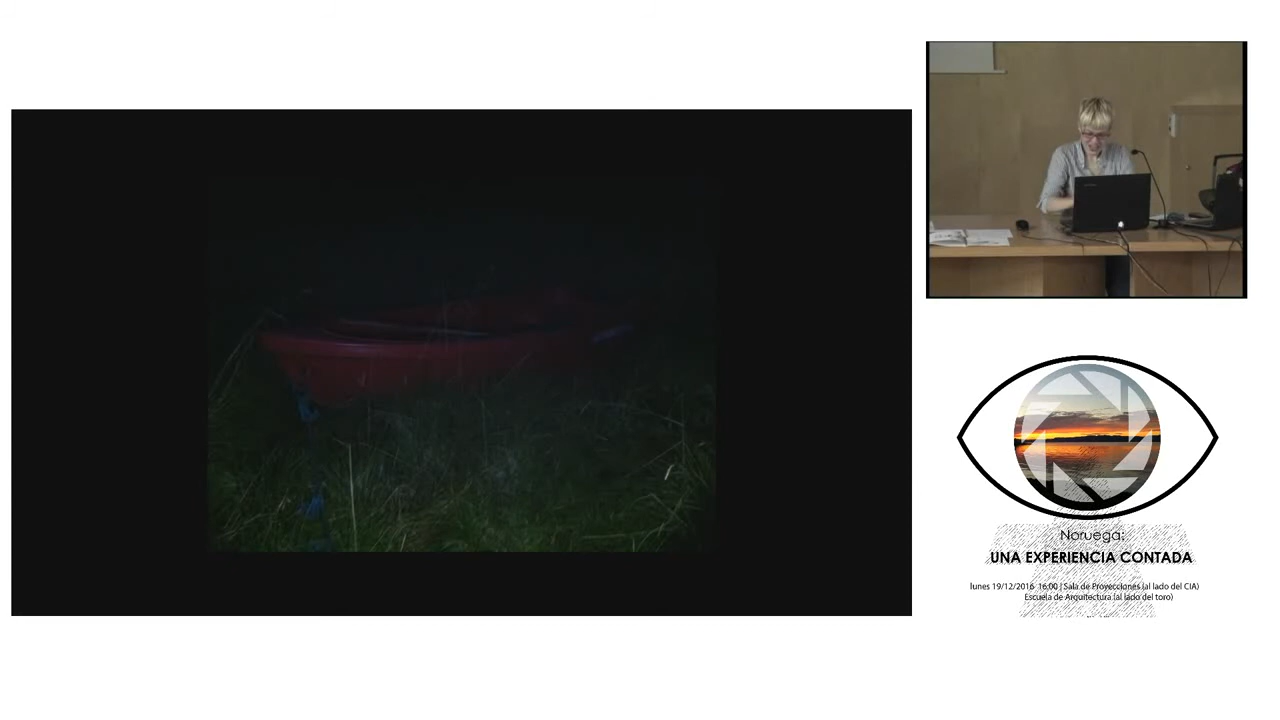 Noruega:
UNA EXPERIENCIA CONTADA
lunes 19/12/2016 16:00 | Sala de Proyecciones (al lado del CIA)
Escuela de Arquitectura (al lado del toro)